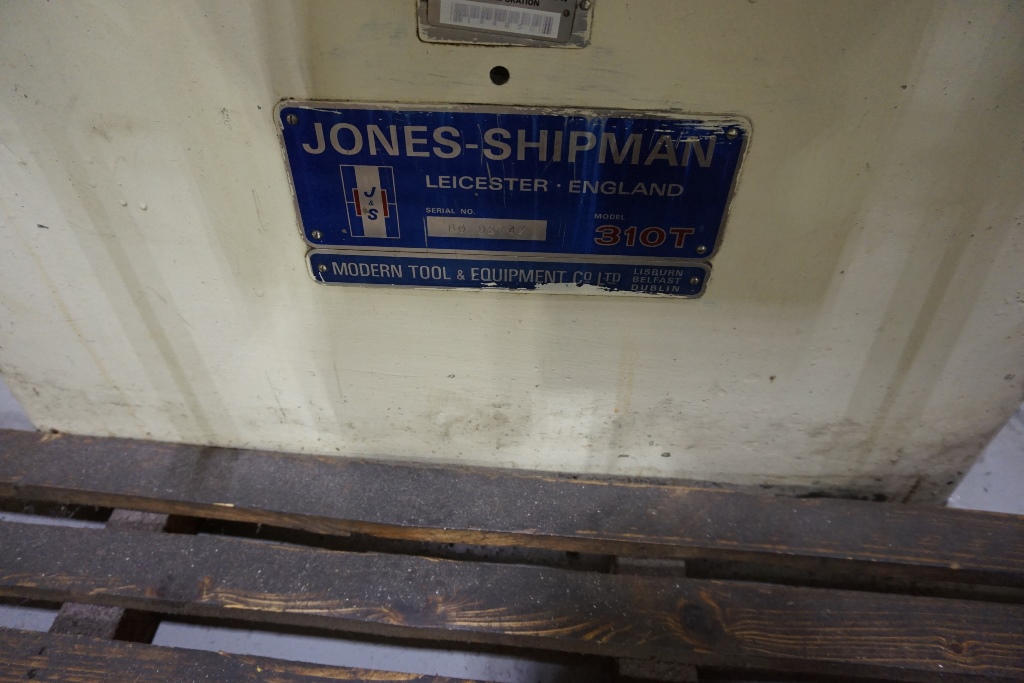 JONES-SHIPMAN
LEICESTER · ENGLAND
J & S
SERIAL NO.
MODEL
310T
MODERN TOOL & EQUIPMENT CO LTD
LISBURN
BELFAST
DUBLIN